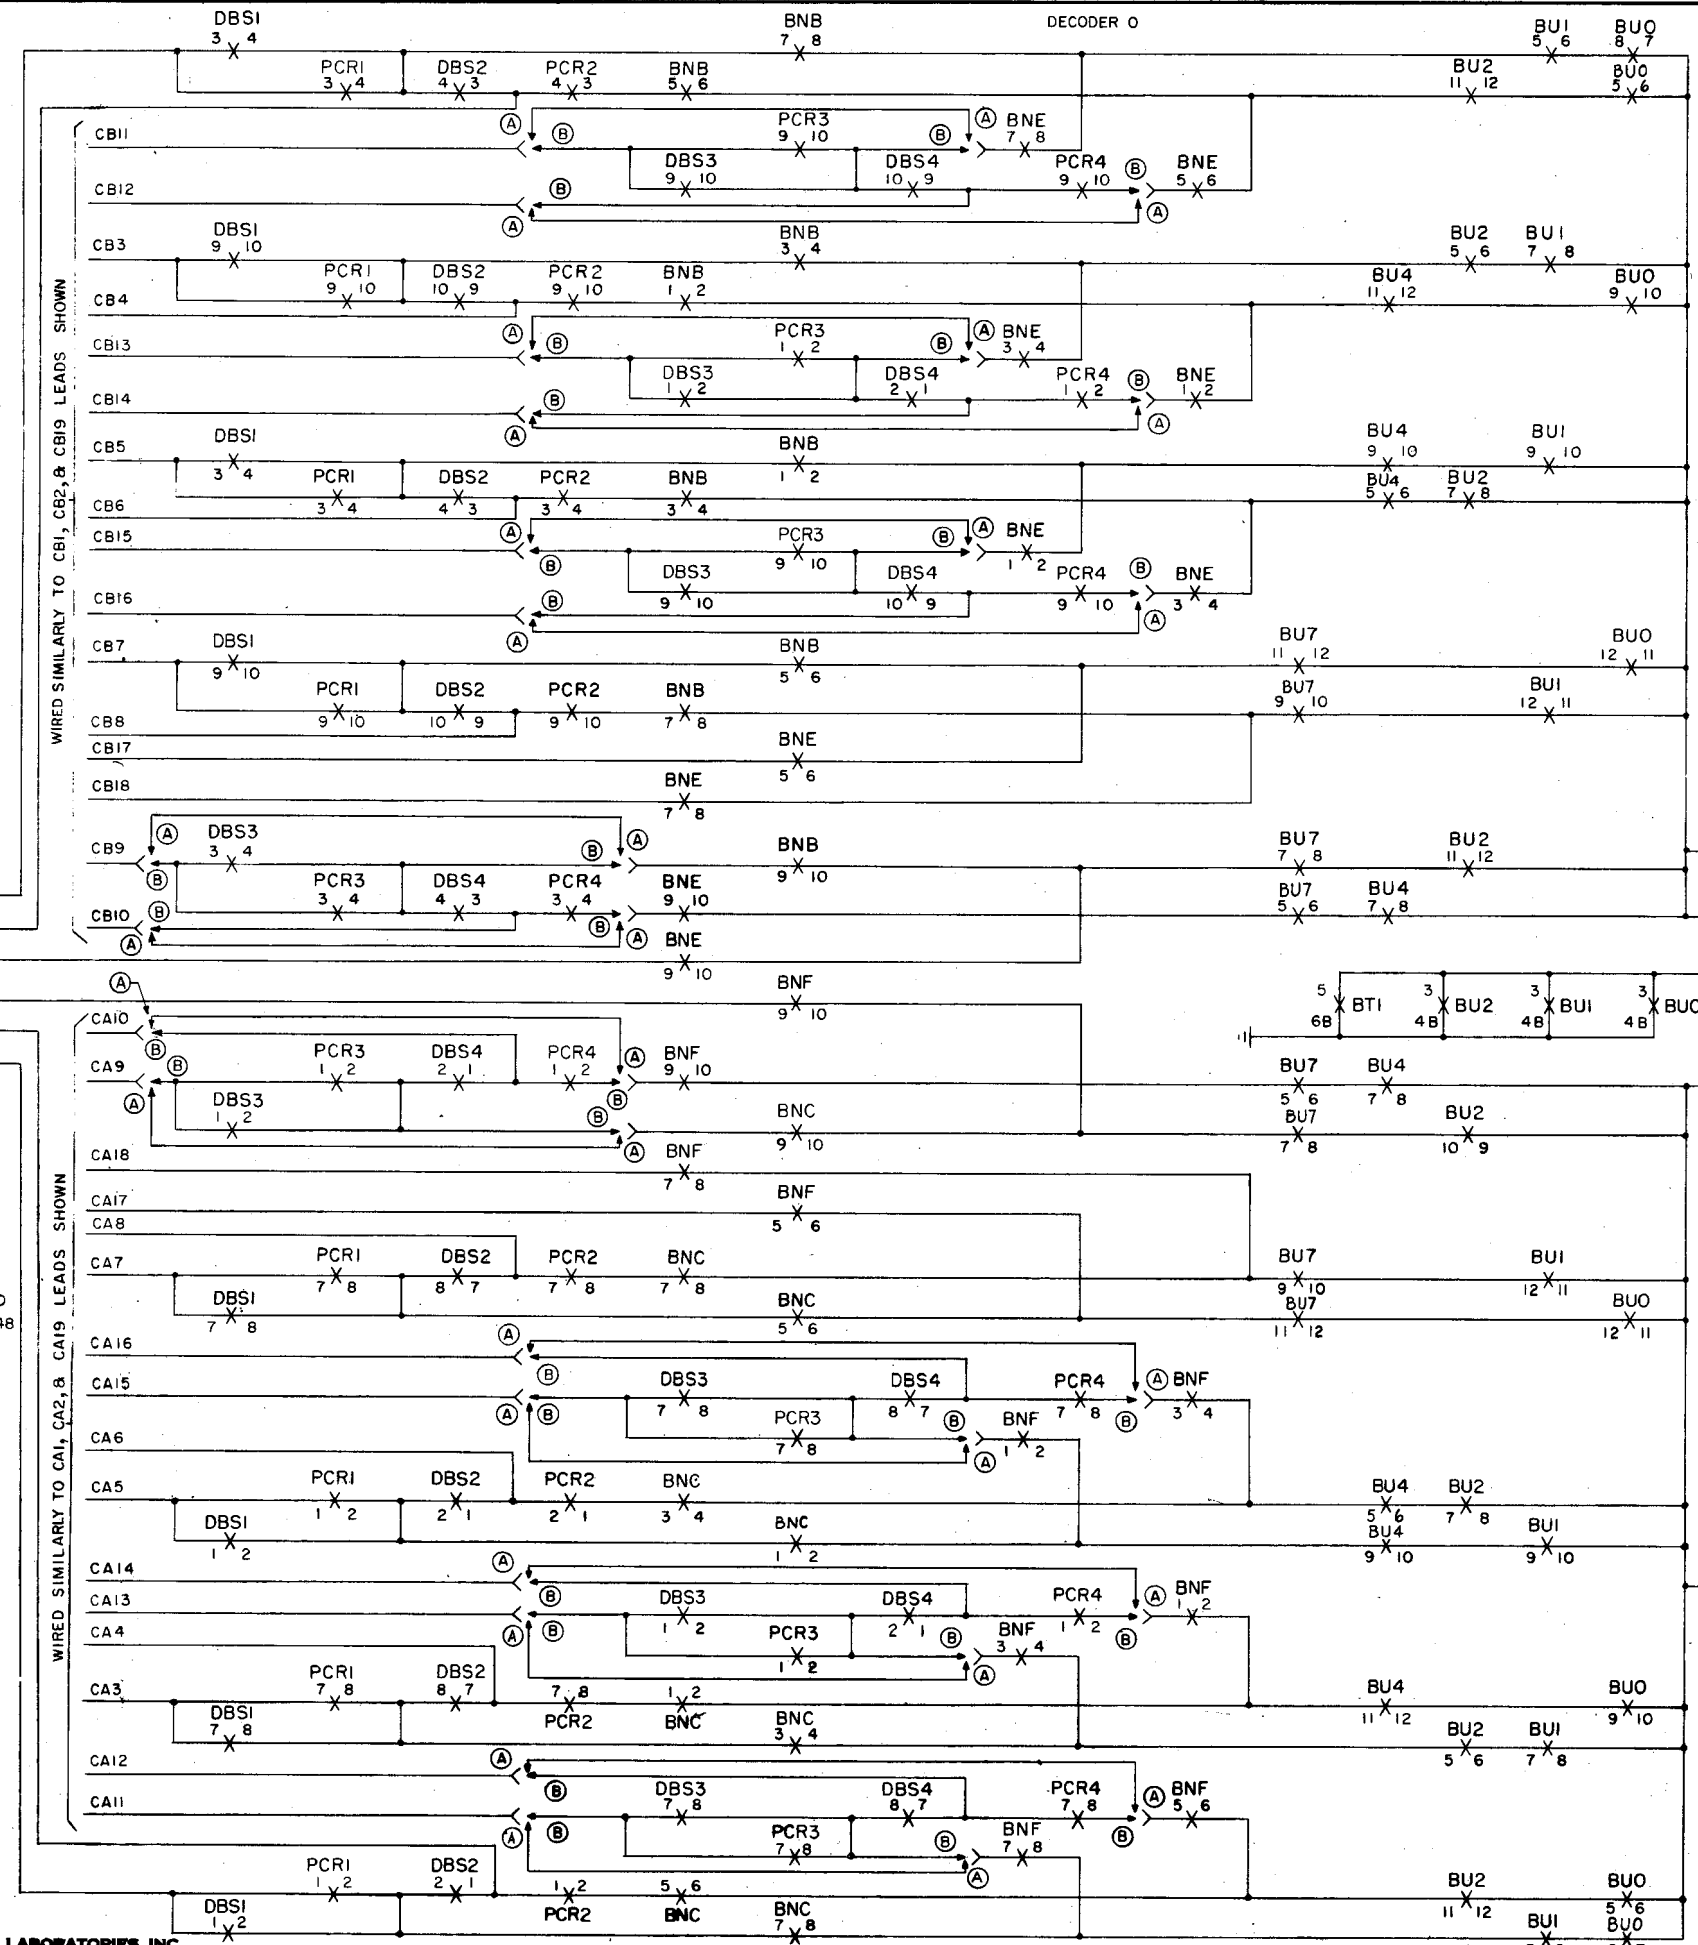 DBS1 BNB DECODER 0 BU1 BU0
3 4 7 8 5 6 8 7
PCR1 DBS2 PCR2 BNB BU2 BU0
3 4 4 3 4 3 5 6 11 12 5 6
CB11 A B PCR3 B A BNE
9 10 7 8
DBS3 DBS4 PCR4 B BNE
9 10 10 9 9 10 5 6
CB12 B
A A
CB3 DBS1 BNB BU2 BU1
9 10 3 4 5 6 7 8
CB4 PCR1 DBS2 PCR2 BNB BU4 BU0
9 10 10 9 9 10 1 2 11 12 9 10
CB13 A B PCR3 B A BNE
1 2 3 4
DBS3 DBS4 PCR4 B BNE
1 2 2 1 1 2 1 2
CB14 B
A A
CB5 DBS1 BNB BU4 BU1
3 4 1 2 9 10 9 10
PCR1 DBS2 PCR2 BNB BU4 BU2
3 4 4 3 3 4 3 4 5 6 7 8
CB6
CB15 A B PCR3 B A BNE
9 10 1 2
DBS3 DBS4 PCR4 B BNE
9 10 10 9 9 10 3 4
CB16 B
A A
CB7 DBS1 BNB BU7 BU0
9 10 5 6 11 12 12 11
PCR1 DBS2 PCR2 BNB BU7 BU1
9 10 10 9 9 10 7 8 9 10 12 11
CB8
CB17 BNE
5 6
CB18 BNE
7 8
CB9 A B DBS3 B A BNB BU7 BU2
3 4 9 10 7 8 11 12
PCR3 DBS4 PCR4 BNE BU7 BU4
3 4 4 3 3 4 9 10 5 6 7 8
CB10 B A B A
BNE
9 10
WIRED SIMILARLY TO CB1, CB2, & CB19 LEADS SHOWN
A BNF
9 10
5 BT1 6B 3 BU2 4B 3 BU1 4B 3 BU0 4B
CA10 B
CA9 B A PCR3 DBS4 PCR4 A B BNF BU7 BU4
1 2 2 1 1 2 9 10 5 6 7 8
DBS3 B A BNC BU7 BU2
1 2 9 10 7 8 10 9
CA18 BNF
7 8
CA17 BNF
5 6
CA8
CA7 PCR1 DBS2 PCR2 BNC BU7 BU1
7 8 8 7 7 8 7 8 9 10 12 11
DBS1 BNC BU7 BU0
7 8 5 6 11 12 12 11
48
CA16 A B
CA15 A B DBS3 DBS4 PCR4 A B BNF
7 8 8 7 7 8 3 4
PCR3 B A BNF
7 8 1 2
CA6
CA5 PCR1 DBS2 PCR2 BNC BU4 BU2
1 2 2 1 2 1 3 4 5 6 7 8
DBS1 BNC BU4 BU1
1 2 1 2 9 10 9 10
CA14 A B
CA13 A B DBS3 DBS4 PCR4 A B BNF
1 2 2 1 1 2 1 2
PCR3 B A BNF
1 2 3 4
CA4
CA3 PCR1 DBS2 PCR2 BNC BU4 BU0
7 8 8 7 7 8 1 2 11 12 9 10
DBS1 BNC BU2 BU1
7 8 3 4 5 6 7 8
CA12 A B
CA11 A B DBS3 DBS4 PCR4 A B BNF
7 8 8 7 7 8 5 6
PCR3 B A BNF
7 8 7 8
WIRED SIMILARLY TO CA1, CA2, & CA19 LEADS SHOWN
PCR1 DBS2 PCR2 BNC BU2 BU0
1 2 2 1 1 2 5 6 11 12 5 6
DBS1 BNC BU1 BU0
1 2 7 8
LABORATORIES, INC